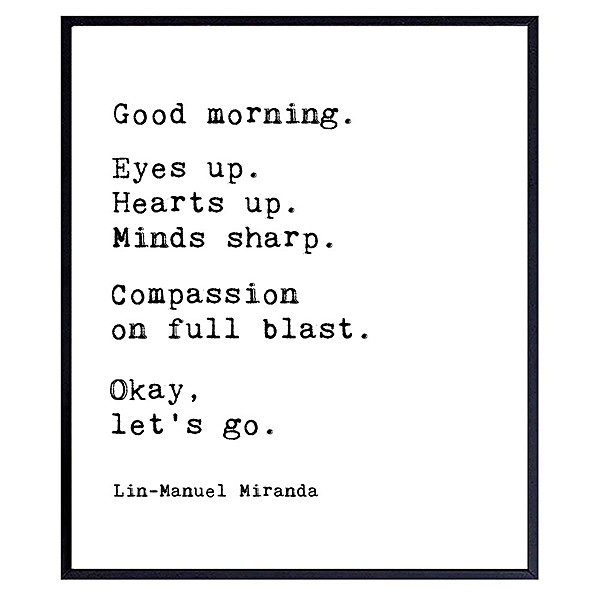 Good morning.
Eyes up.
Hearts up.
Minds sharp.
Compassion
on full blast.
Okay,
let's go.
Lin-Manuel Miranda